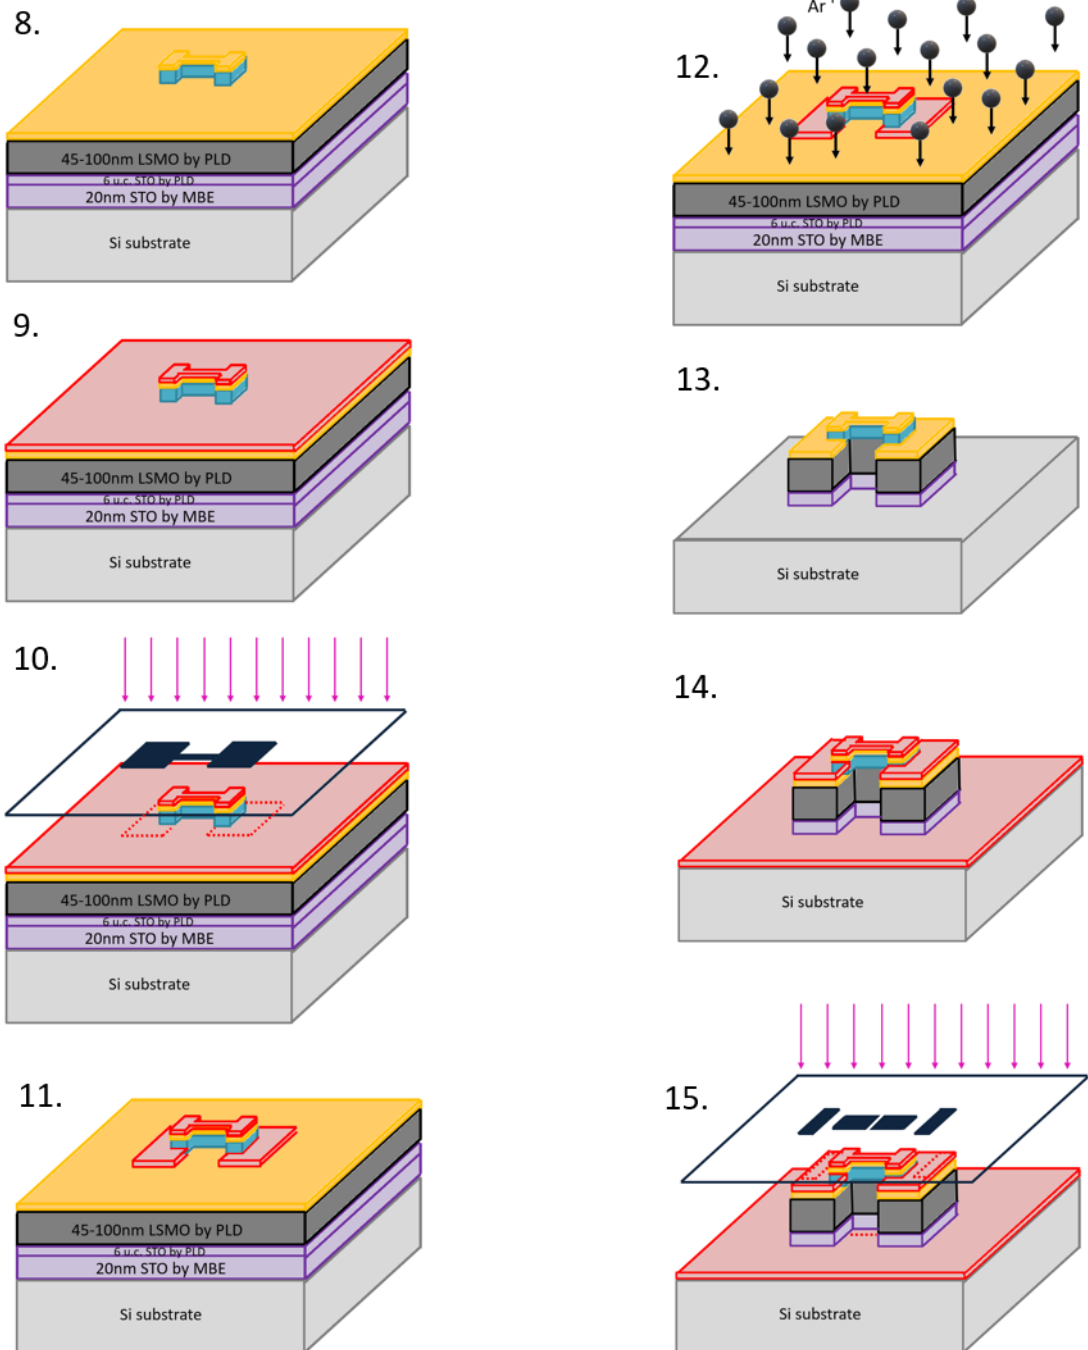 8.
45-100nm LSMO by PLD
6 u.c. STO by PLD
20nm STO by MBE
Si substrate
9.
45-100nm LSMO by PLD
6 u.c. STO by PLD
20nm STO by MBE
Si substrate
10.
45-100nm LSMO by PLD
6 u.c. STO by PLD
20nm STO by MBE
Si substrate
11.
45-100nm LSMO by PLD
6 u.c. STO by PLD
20nm STO by MBE
Si substrate
Ar+
12.
45-100nm LSMO by PLD
6 u.c. STO by PLD
20nm STO by MBE
Si substrate
13.
Si substrate
14.
Si substrate
15.
Si substrate